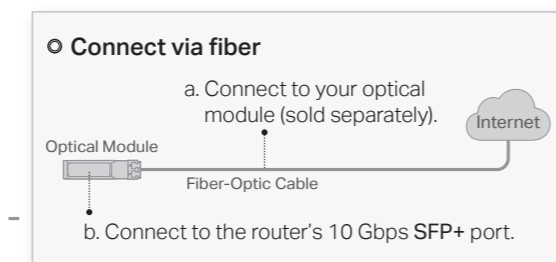 Connect via fiber
a. Connect to your optical
module (sold separately).
Internet
Optical Module
Fiber-Optic Cable
b. Connect to the router's 10 Gbps SFP+ port.